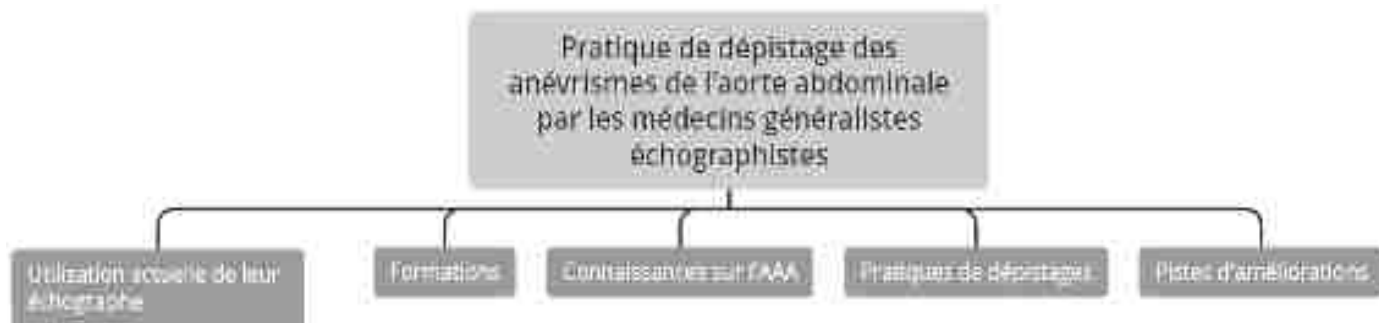 Pratique de dépistage des
anévrismes de l'aorte abdominale
par les médecins généralistes
échographistes
Utilisation actuelle de leur
échographe
Formations
Connaissances sur l'AAA
Pratiques de dépistages
Pistes d'améliorations